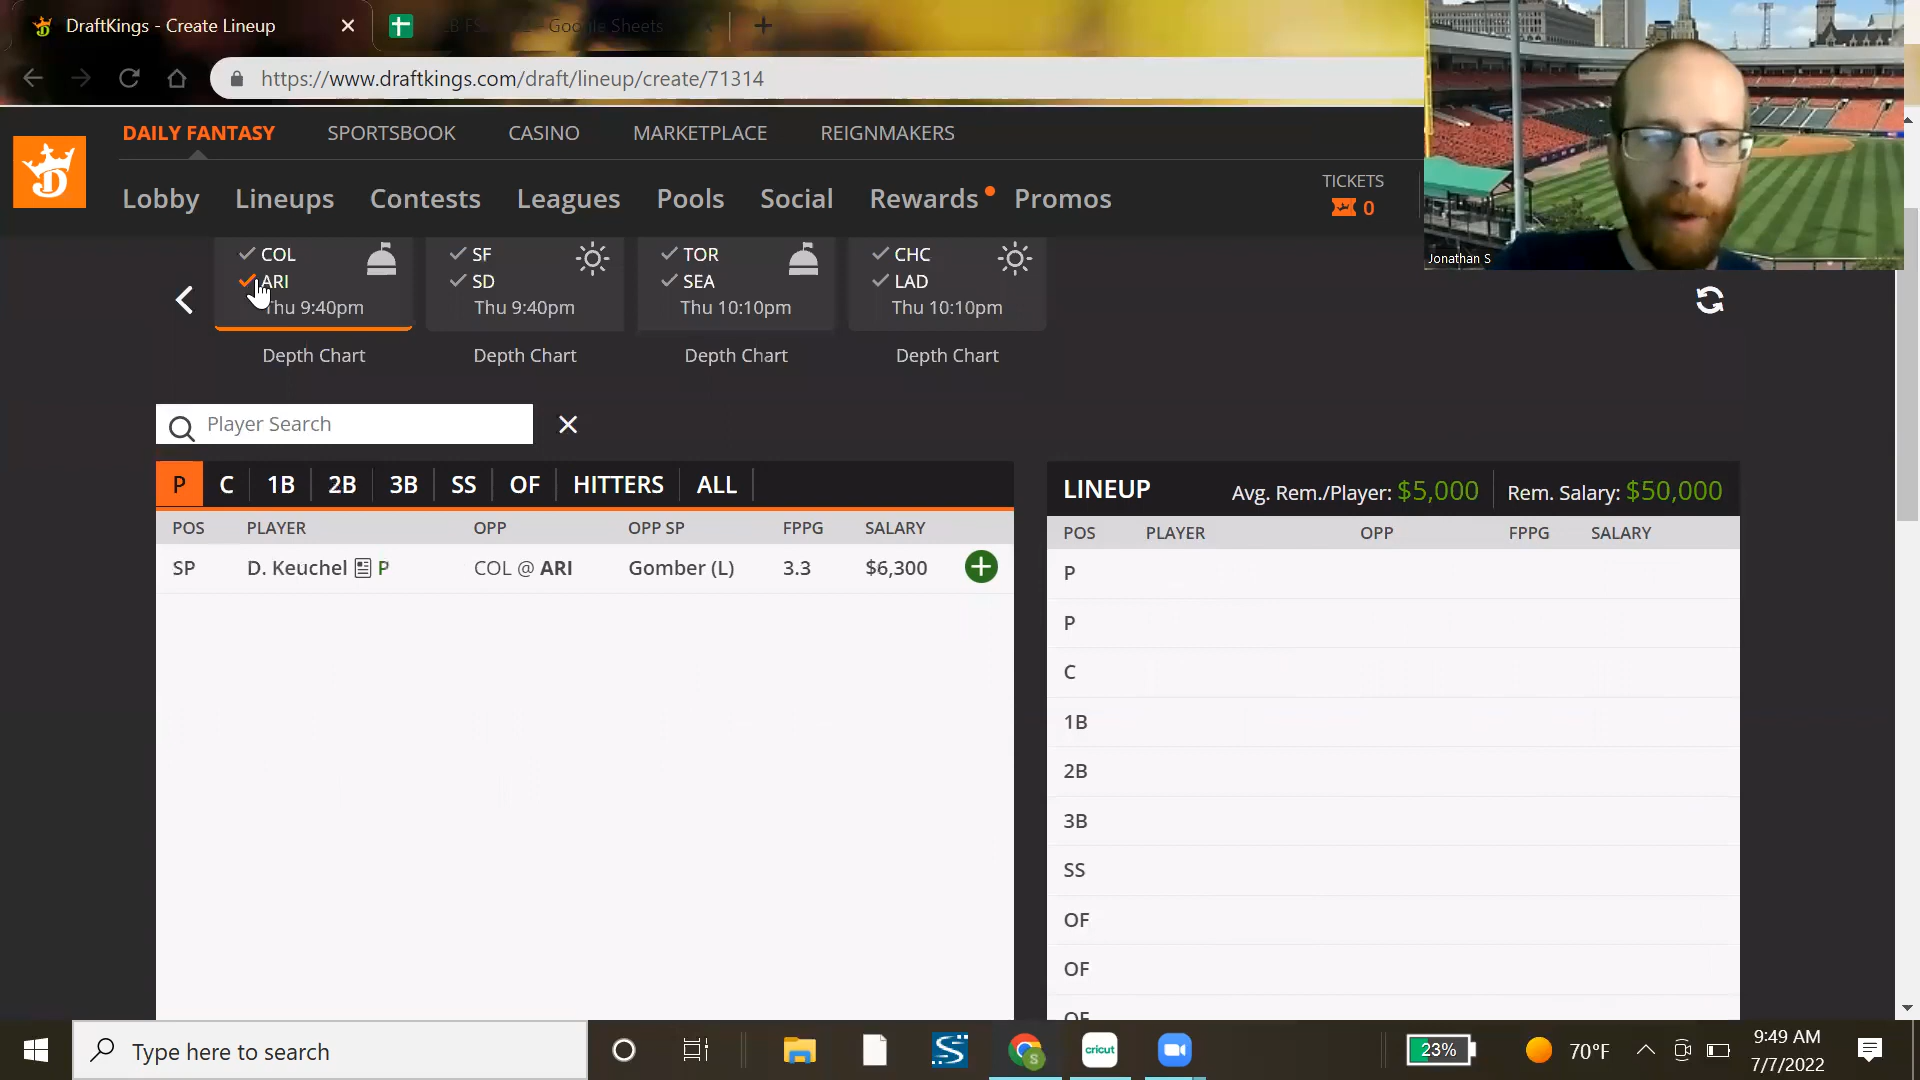 DraftKings - Create Lineup
Google Sheets
https://www.draftkings.com/draft/lineup/create/71314
DAILY FANTASY SPORTSBOOK CASINO MARKETPLACE REIGNMAKERS
Lobby Lineups Contests Leagues Pools Social Rewards Promos
TICKETS
0
Jonathan S
COL
ARI
Thu 9:40pm
Depth Chart
SF
SD
Thu 9:40pm
Depth Chart
TOR
SEA
Thu 10:10pm
Depth Chart
CHC
LAD
Thu 10:10pm
Depth Chart
Player Search
P C 1B 2B 3B SS OF HITTERS ALL
POS PLAYER OPP OPP SP FPPG SALARY
SP D. Keuchel P COL @ ARI Gomber (L) 3.3 $6,300
LINEUP Avg. Rem./Player: $5,000 Rem. Salary: $50,000
POS PLAYER OPP FPPG SALARY
P
P
C
1B
2B
3B
SS
OF
OF
OF
Type here to search
cricut
23%
70°F
9:49 AM
7/7/2022